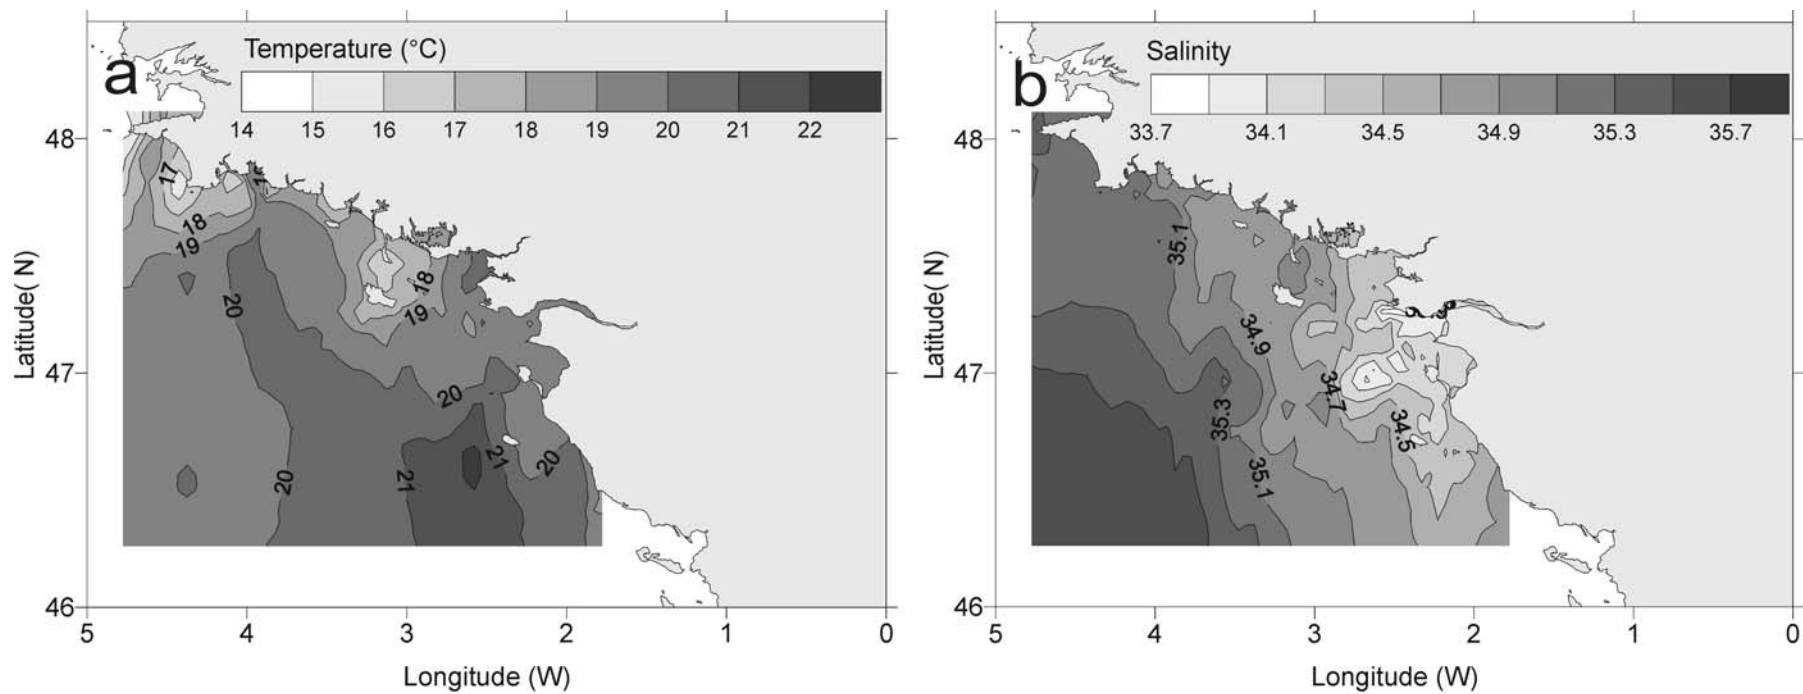 a
Temperature (°C)
14 15 16 17 18 19 20 21 22
48
47
46
Latitude( N)
17
18
19
18
19
20
20
20
21
21
20
5 4 3 2 1 0
Longitude (W)
b
Salinity
33.7 34.1 34.5 34.9 35.3 35.7
48
47
46
Latitude( N)
35.1
34.9
34.7
35.3
34.5
35.1
5 4 3 2 1 0
Longitude (W)